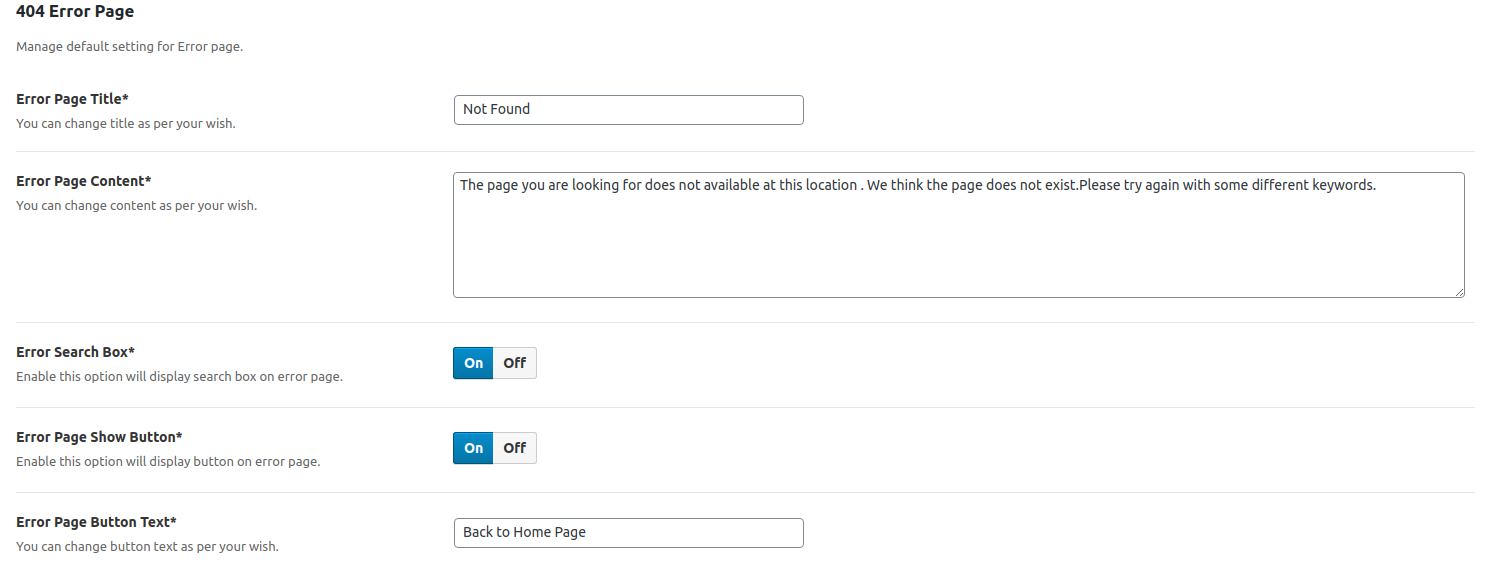 404 Error Page
Manage default setting for Error page.
Error Page Title*
You can change title as per your wish.
Not Found
Error Page Content*
You can change content as per your wish.
The page you are looking for does not available at this location . We think the page does not exist.Please try again with some different keywords.
Error Search Box*
Enable this option will display search box on error page.
On Off
Error Page Show Button*
Enable this option will display button on error page.
On Off
Error Page Button Text*
You can change button text as per your wish.
Back to Home Page